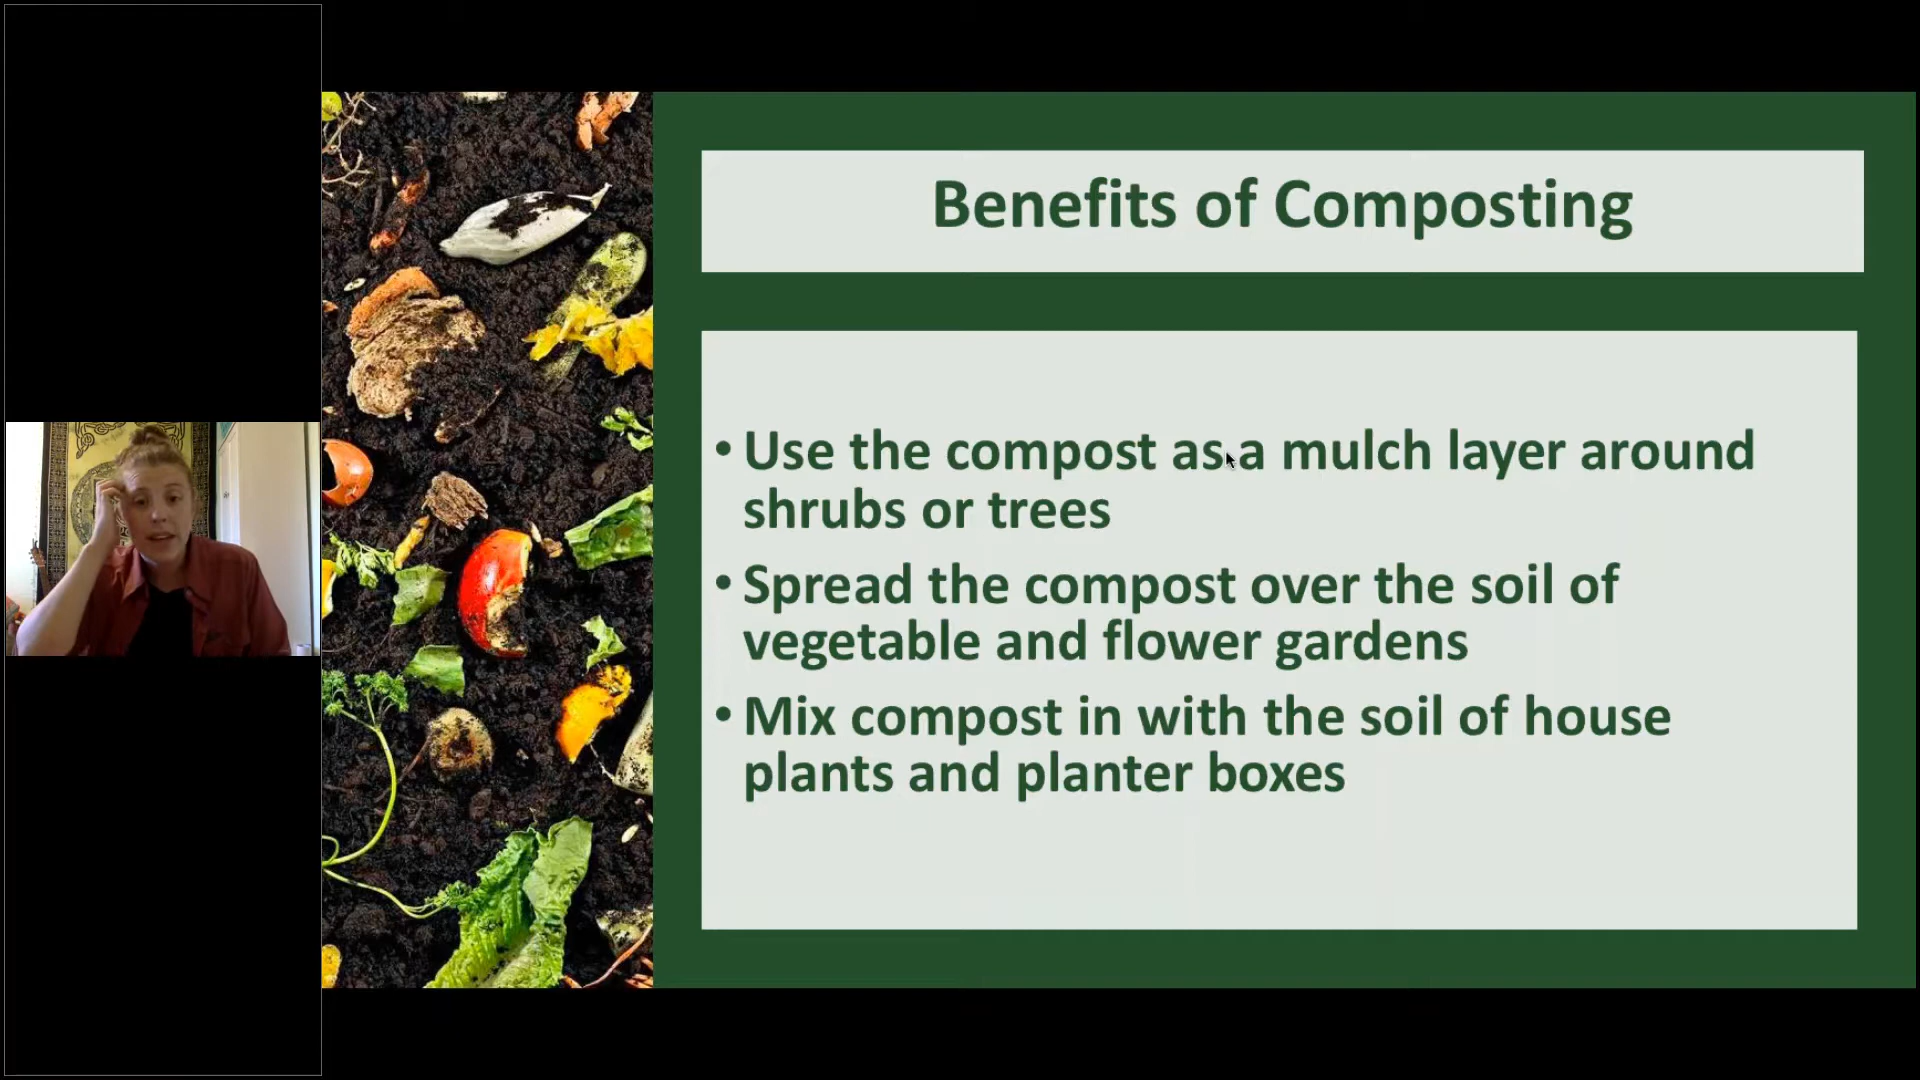 Benefits of Composting
• Use the compost as a mulch layer around
shrubs or trees
• Spread the compost over the soil of
vegetable and flower gardens
• Mix compost in with the soil of house
plants and planter boxes